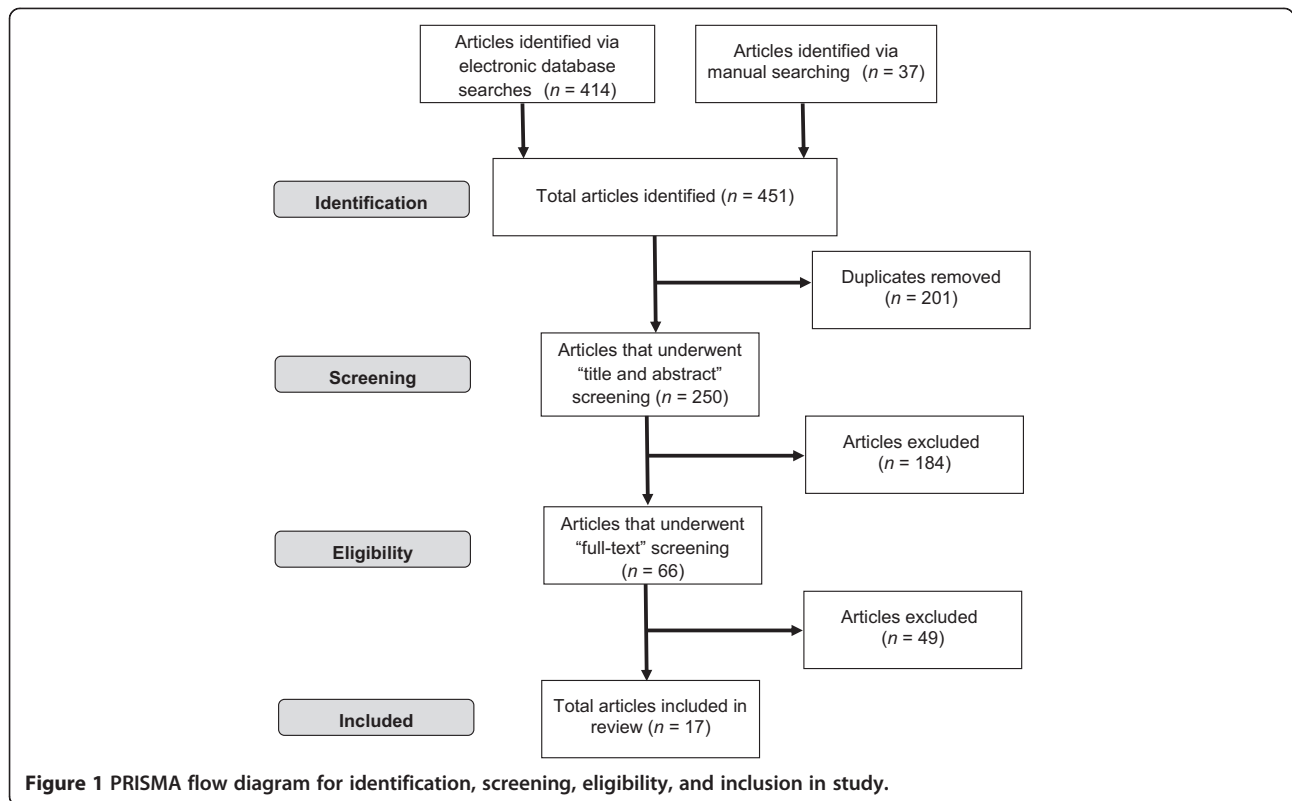 Articles identified via
electronic database
searches (n = 414)
Articles identified via
manual searching (n = 37)
Identification
Total articles identified (n = 451)
Duplicates removed
(n = 201)
Screening
Articles that underwent
“title and abstract”
screening (n = 250)
Articles excluded
(n = 184)
Eligibility
Articles that underwent
“full-text” screening
(n = 66)
Articles excluded
(n = 49)
Included
Total articles included in
review (n = 17)
Figure 1 PRISMA flow diagram for identification, screening, eligibility, and inclusion in study.